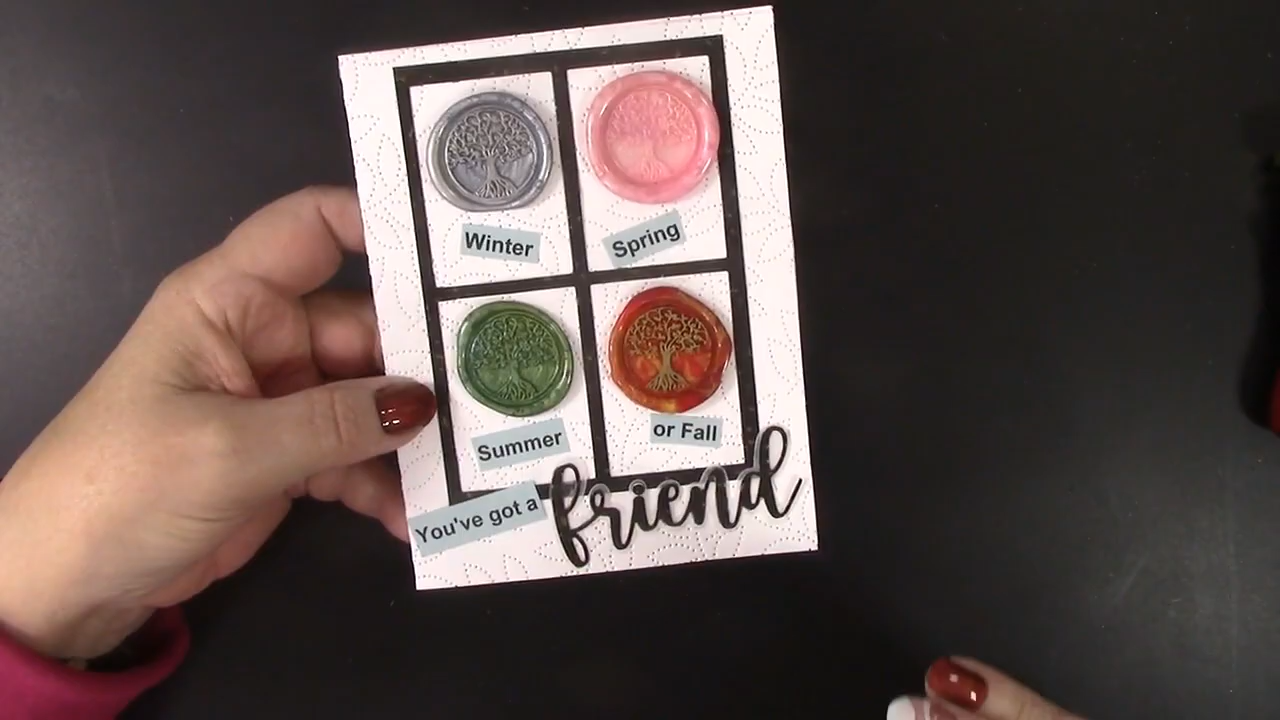 Winter
Spring
Summer
or Fall
You've got a
friend